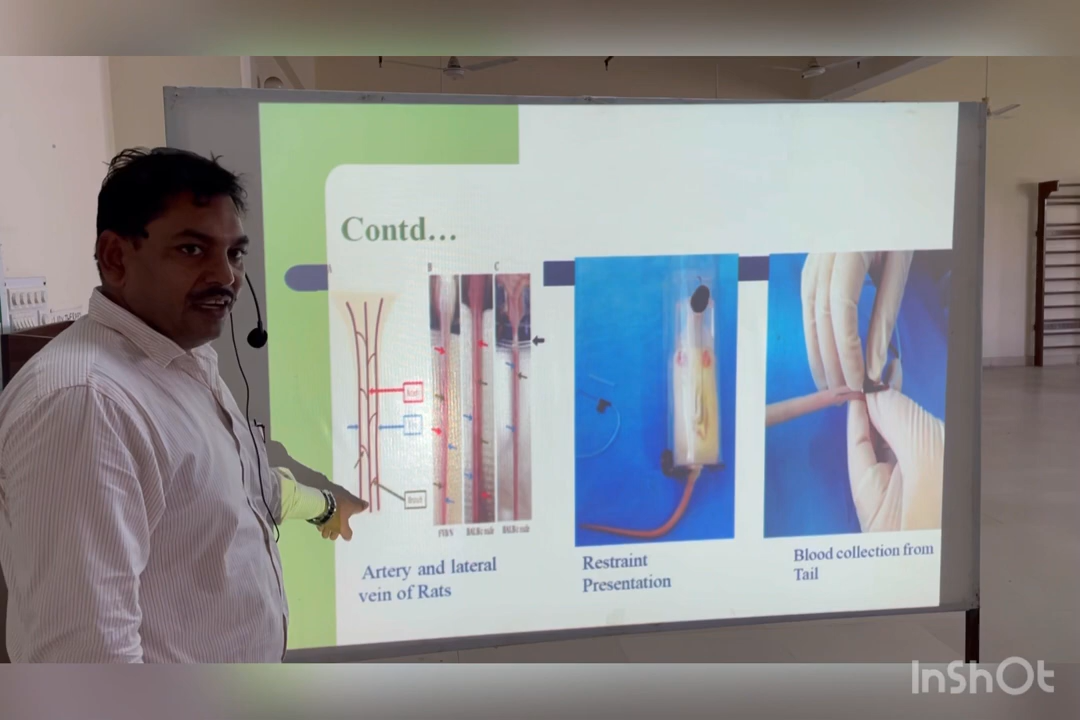 Contd...
A
B
C
Artery and lateral
vein of Rats
Restraint
Presentation
Blood collection from
Tail
InShOt